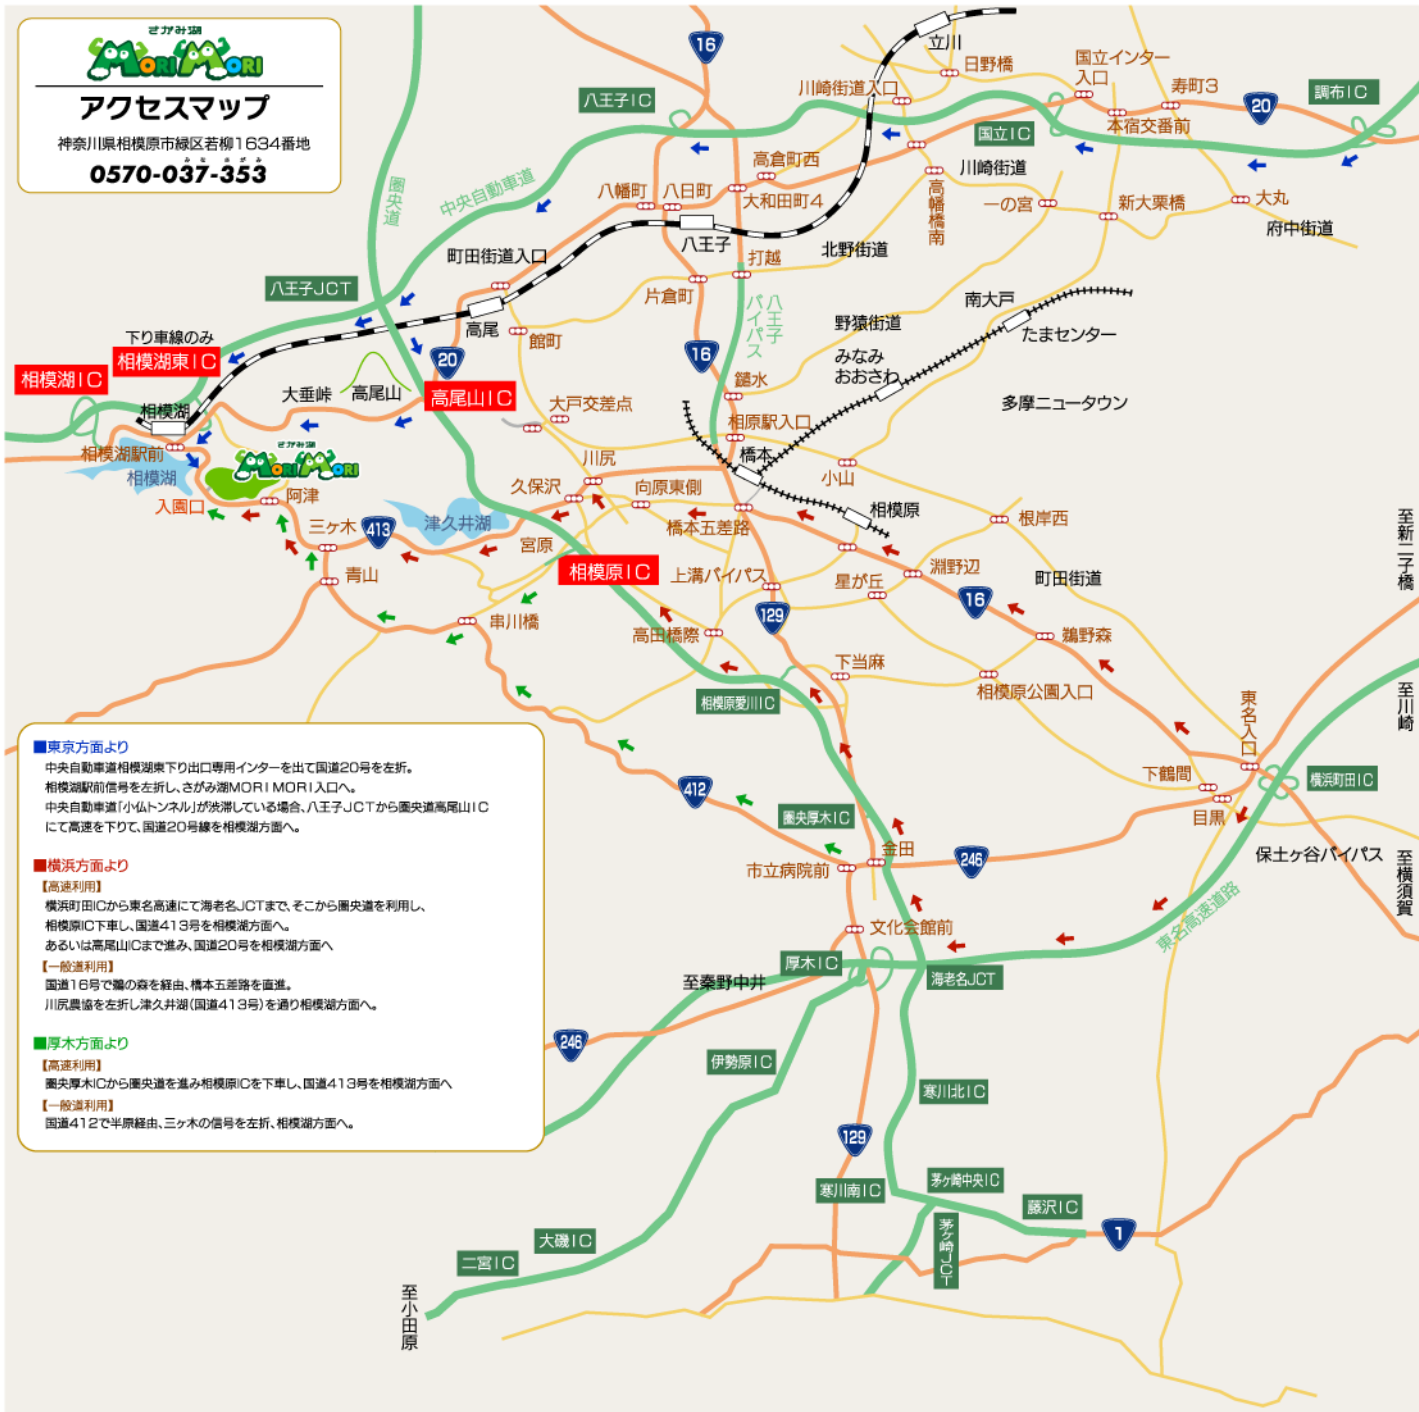 さがみ湖
MORIMORI
アクセスマップ
神奈川県相模原市緑区若柳1634番地
みな さがみ
0570-037-353
16
立川
日野橋
国立インター
入口
寿町3
調布IC
八王子IC
川崎街道入口
20
国立IC
本宿交番前
圏央道
中央自動車道
高倉町西
川崎街道
八幡町
八日町
大和田町4
高幡橋南
一の宮
新大栗橋
大丸
府中街道
八王子
北野街道
町田街道入口
打越
八王子JCT
片倉町
八王子
バイパス
南大戸
高尾
野猿街道
たまセンター
下り車線のみ
館町
相模湖東IC
20
16
みなみ
おおさわ
相模湖IC
大垂峠
高尾山
高尾山IC
鑓水
多摩ニュータウン
相模湖
大戸交差点
相原駅入口
相模湖駅前
さがみ湖
MORIMORI
川尻
橋本
小山
相模湖
入園口
阿津
久保沢
向原東側
相模原
根岸西
至新二子橋
三ヶ木
413
津久井湖
橋本五差路
宮原
青山
相模原IC
上溝バイパス
星が丘
淵野辺
町田街道
串川橋
129
16
高田橋際
鵜野森
下当麻
相模原愛川IC
相模原公園入口
東名入口
至川崎
■東京方面より
中央自動車道相模湖東下り出口専用インターを出て国道20号を左折。
相模湖駅前信号を左折し、さがみ湖MORIMORI入口へ。
中央自動車道「小仏トンネル」が渋滞している場合、八王子JCTから圏央道高尾山IC
にて高速を下りて、国道20号線を相模湖方面へ。
■横浜方面より
【高速利用】
横浜町田ICから東名高速にて海老名JCTまで、そこから圏央道を利用し、
相模原IC下車し、国道413号を相模湖方面へ。
あるいは高尾山ICまで進み、国道20号を相模湖方面へ
【一般道利用】
国道16号で鵜の森を経由、橋本五差路を直進。
川尻農協を左折し津久井湖(国道413号)を通り相模湖方面へ。
■厚木方面より
【高速利用】
圏央厚木ICから圏央道を進み相模原ICを下車し、国道413号を相模湖方面へ
【一般道利用】
国道412で半原経由、三ヶ木の信号を左折、相模湖方面へ。
412
下鶴間
横浜町田IC
圏央厚木IC
目黒
金田
246
保土ヶ谷バイパス
至横須賀
市立病院前
東名高速道路
文化会館前
厚木IC
至秦野中井
海老名JCT
246
伊勢原IC
寒川北IC
129
寒川南IC
茅ヶ崎中央IC
藤沢IC
1
茅ヶ崎JCT
大磯IC
二宮IC
至小田原